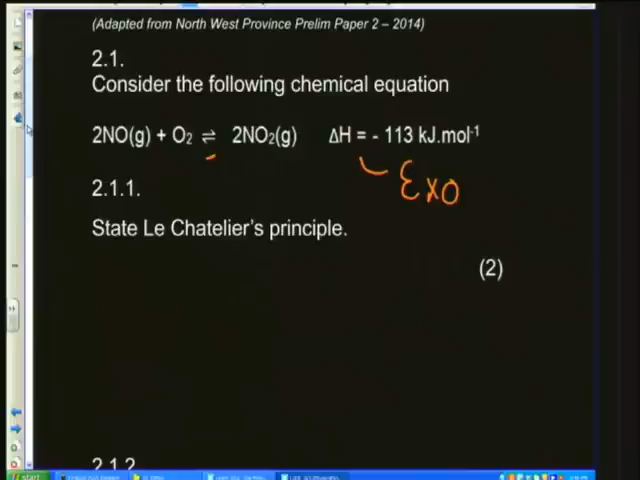 (Adapted from North West Province Prelim Paper 2 – 2014)
2.1.
Consider the following chemical equation
2NO(g) + O₂ ⇌ 2NO₂(g) ΔH = - 113 kJ.mol⁻¹
Exo
2.1.1.
State Le Chatelier's principle.
(2)
2.1.2
start